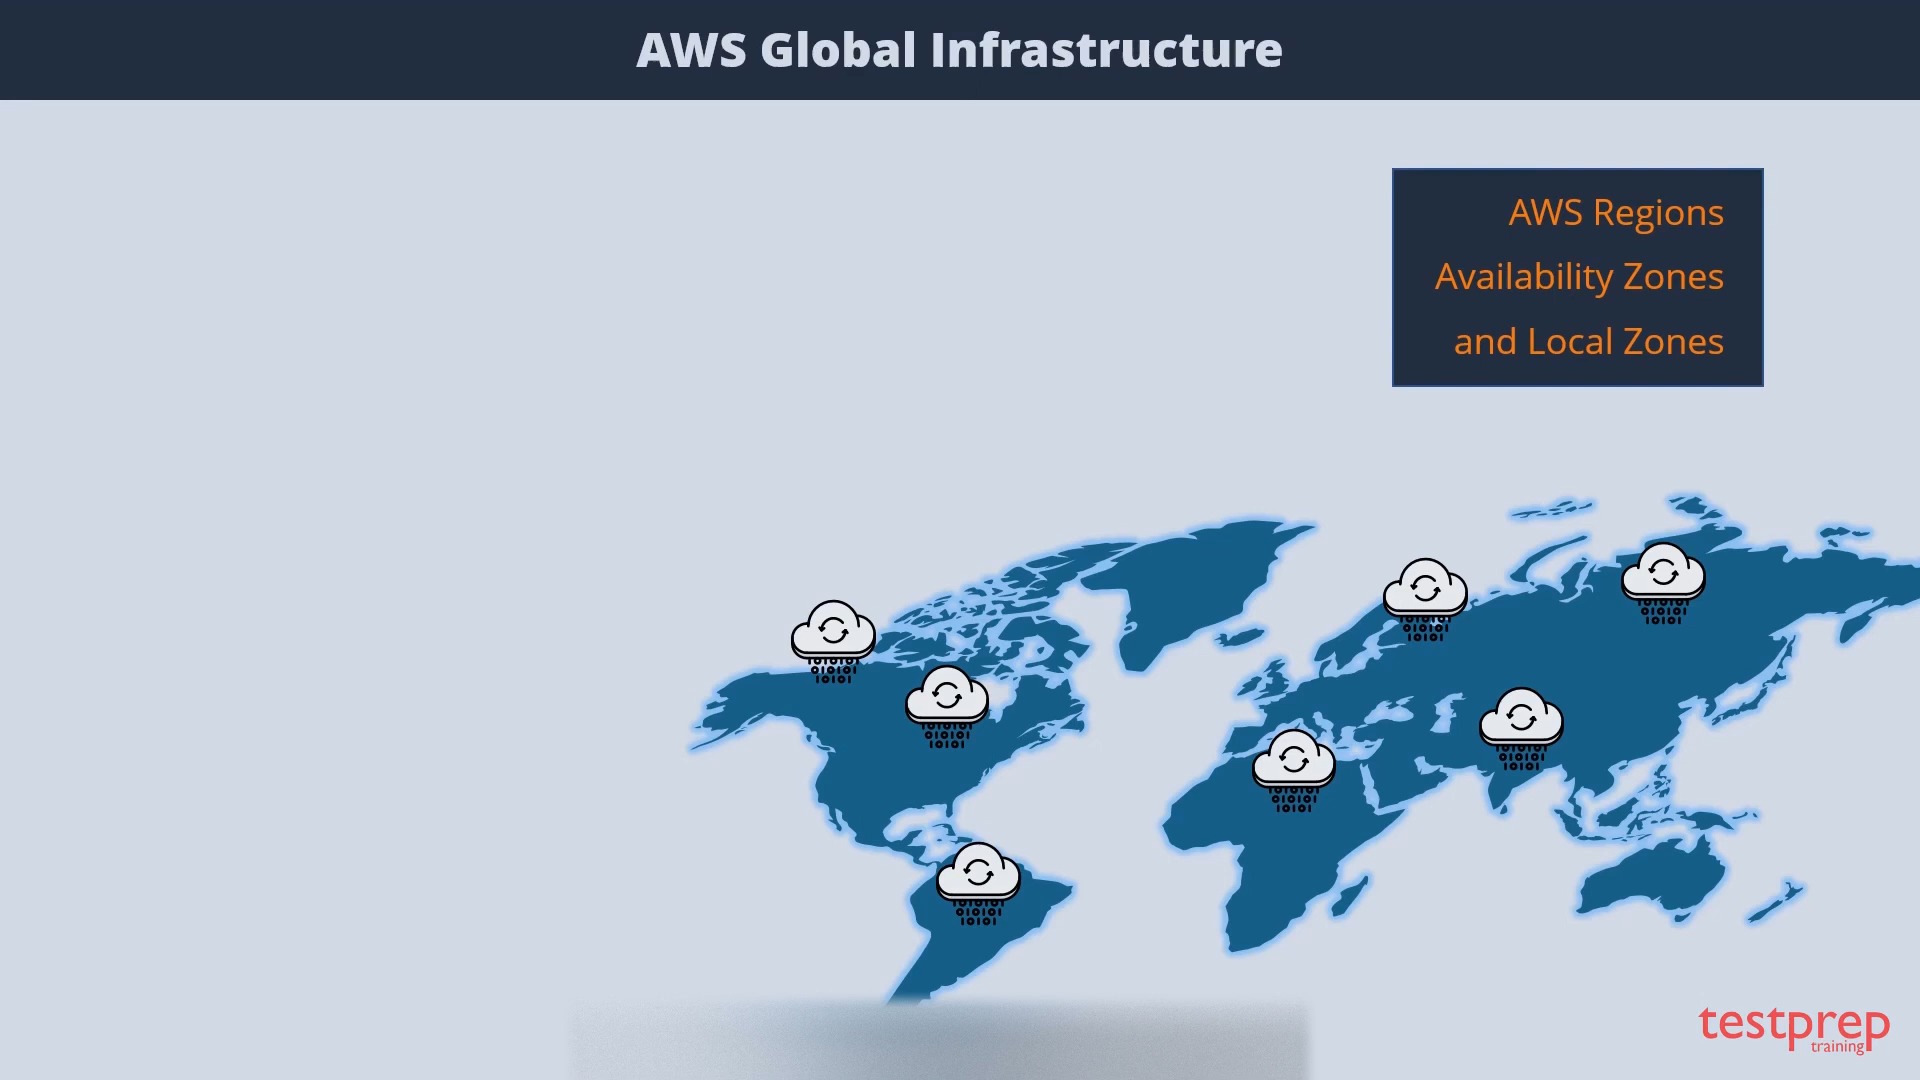 AWS Global Infrastructure
AWS Regions
Availability Zones
and Local Zones
testprep
training